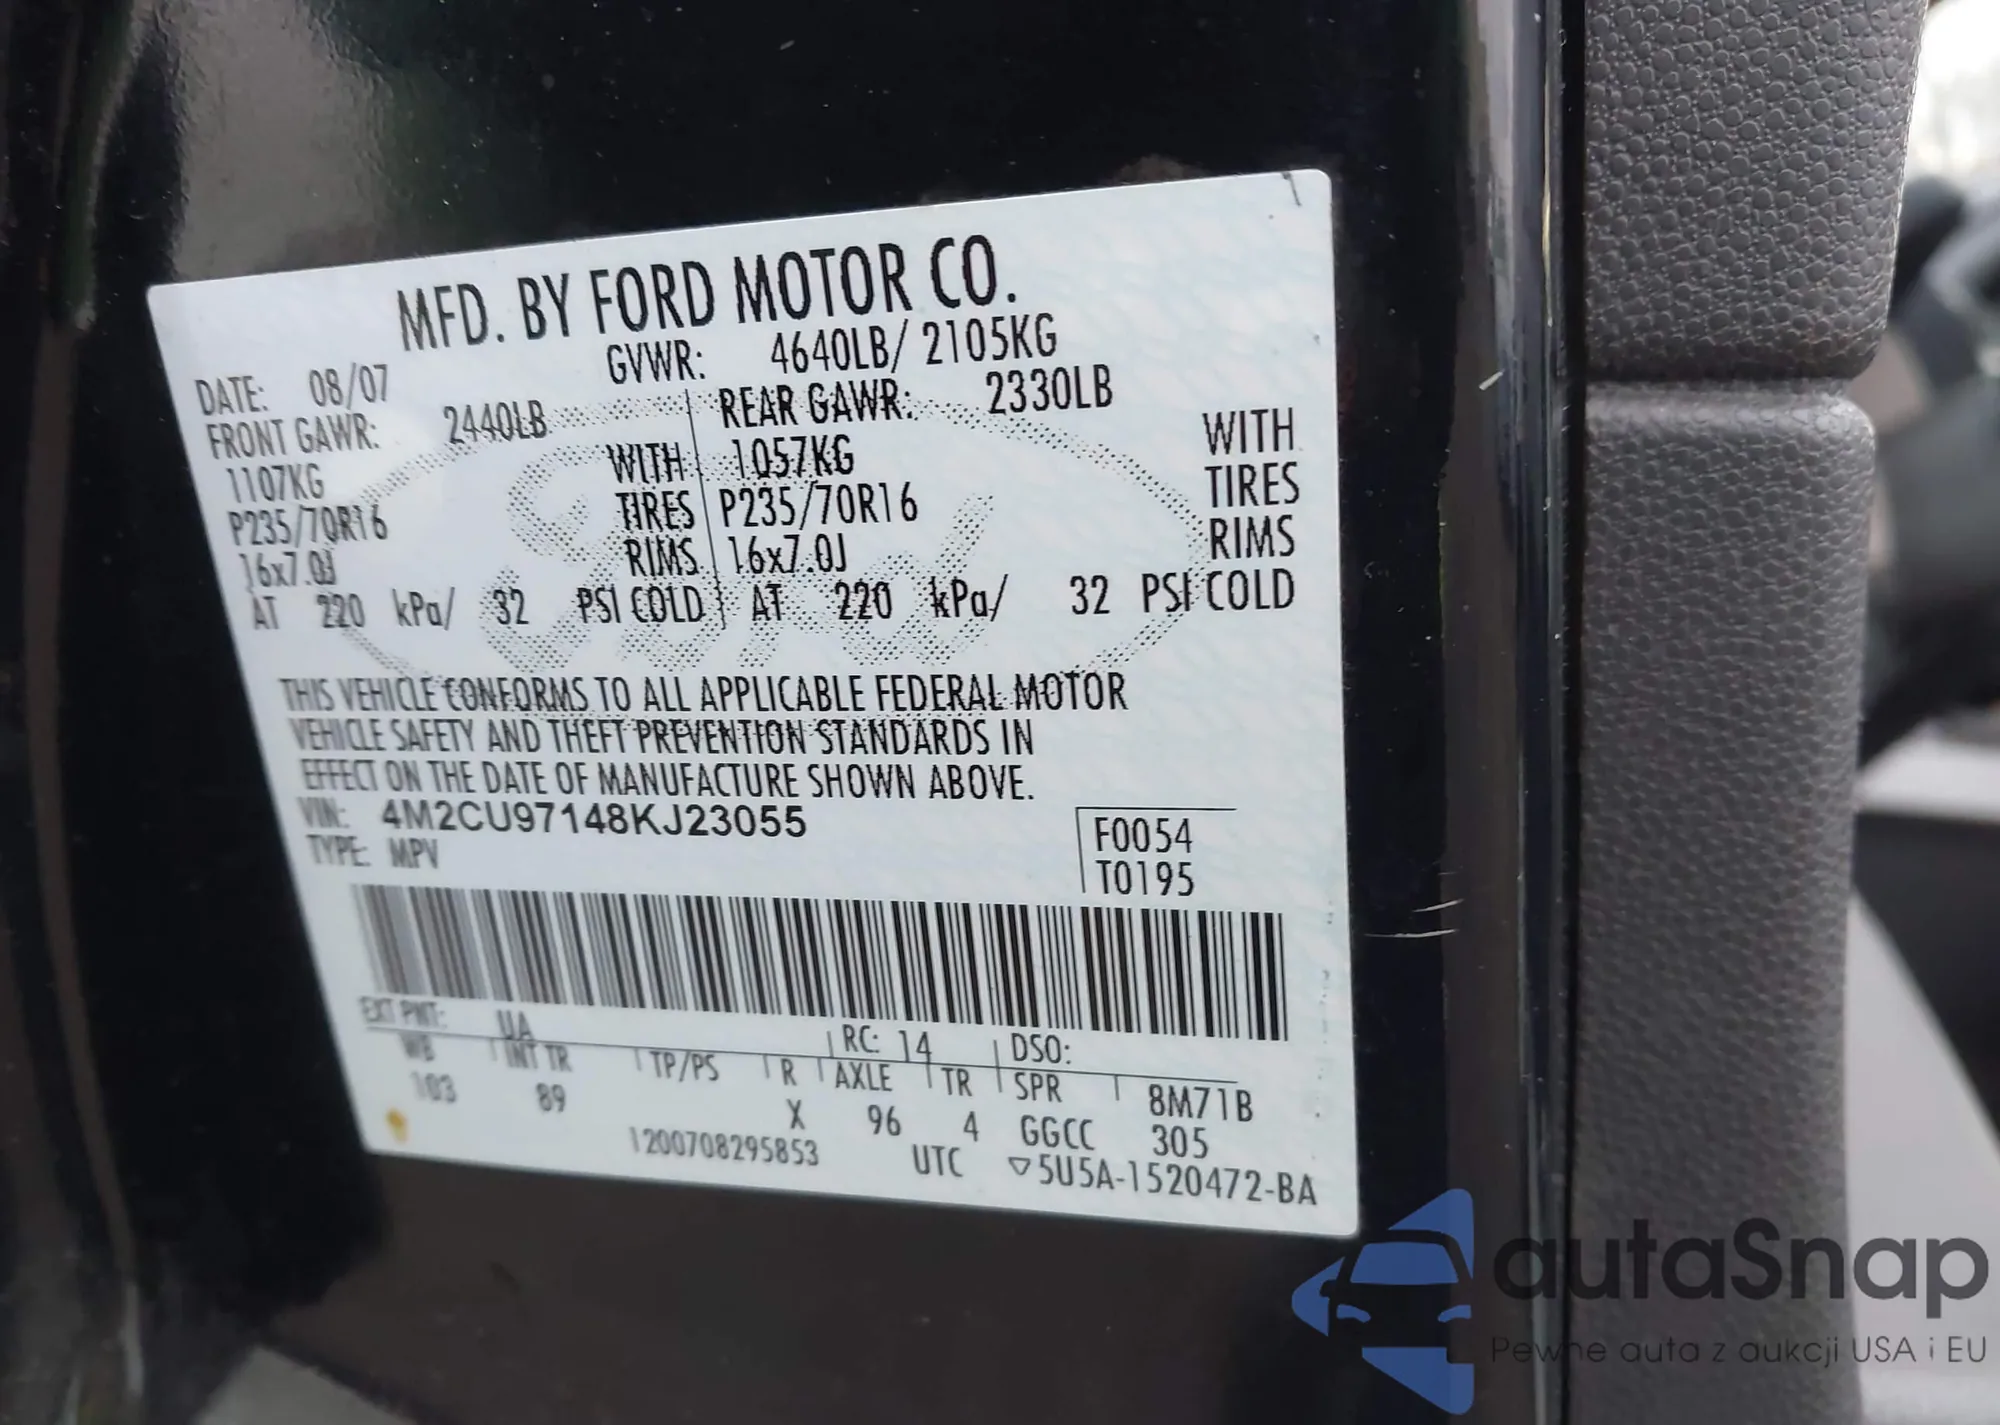 MFD. BY FORD MOTOR CO.
DATE: 08/07 GVWR: 4640LB/ 2105KG
FRONT GAWR: 2440LB REAR GAWR: 2330LB
1107KG WITH 1057KG WITH
P235/70R16 TIRES P235/70R16 TIRES
16x7.0J RIMS 16x7.0J RIMS
AT 220 kPa/ 32 PSI COLD AT 220 kPa/ 32 PSI COLD
THIS VEHICLE CONFORMS TO ALL APPLICABLE FEDERAL MOTOR
VEHICLE SAFETY AND THEFT PREVENTION STANDARDS IN
EFFECT ON THE DATE OF MANUFACTURE SHOWN ABOVE.
VIN: 4M2CU97148KJ23055
TYPE: MPV
F0054
T0195
EXT PNT: UA RC: 14 DSO:
WB INT TR TP/PS R AXLE TR SPR 8M71B
103 89 X 96 4 GGCC 305
1200708295853 UTC ▽5U5A-1520472-BA
autaSnap
Pewne auta z aukcji USA i EU